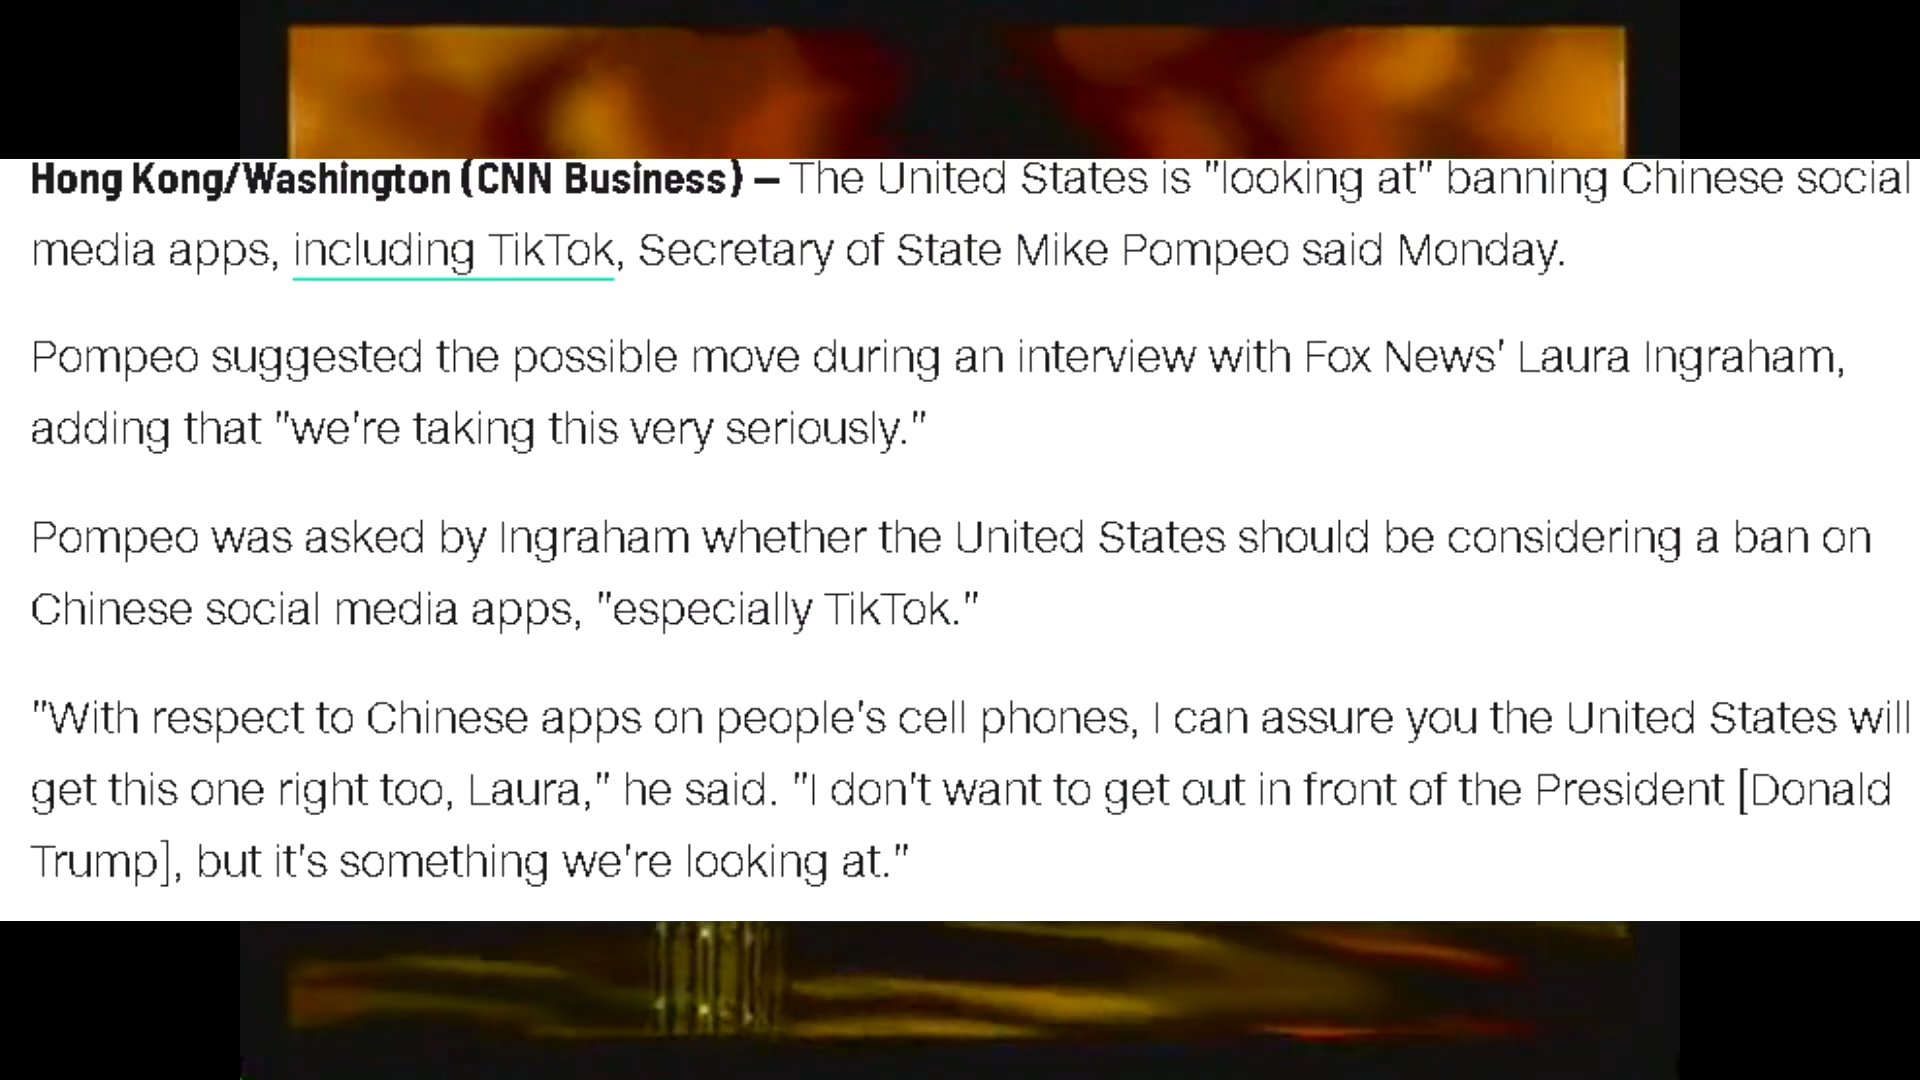 Hong Kong/Washington (CNN Business) — The United States is "looking at" banning Chinese social
media apps, including TikTok, Secretary of State Mike Pompeo said Monday.
Pompeo suggested the possible move during an interview with Fox News' Laura Ingraham,
adding that "we're taking this very seriously."
Pompeo was asked by Ingraham whether the United States should be considering a ban on
Chinese social media apps, "especially TikTok."
"With respect to Chinese apps on people's cell phones, I can assure you the United States will
get this one right too, Laura," he said. "I don't want to get out in front of the President [Donald
Trump], but it's something we're looking at."